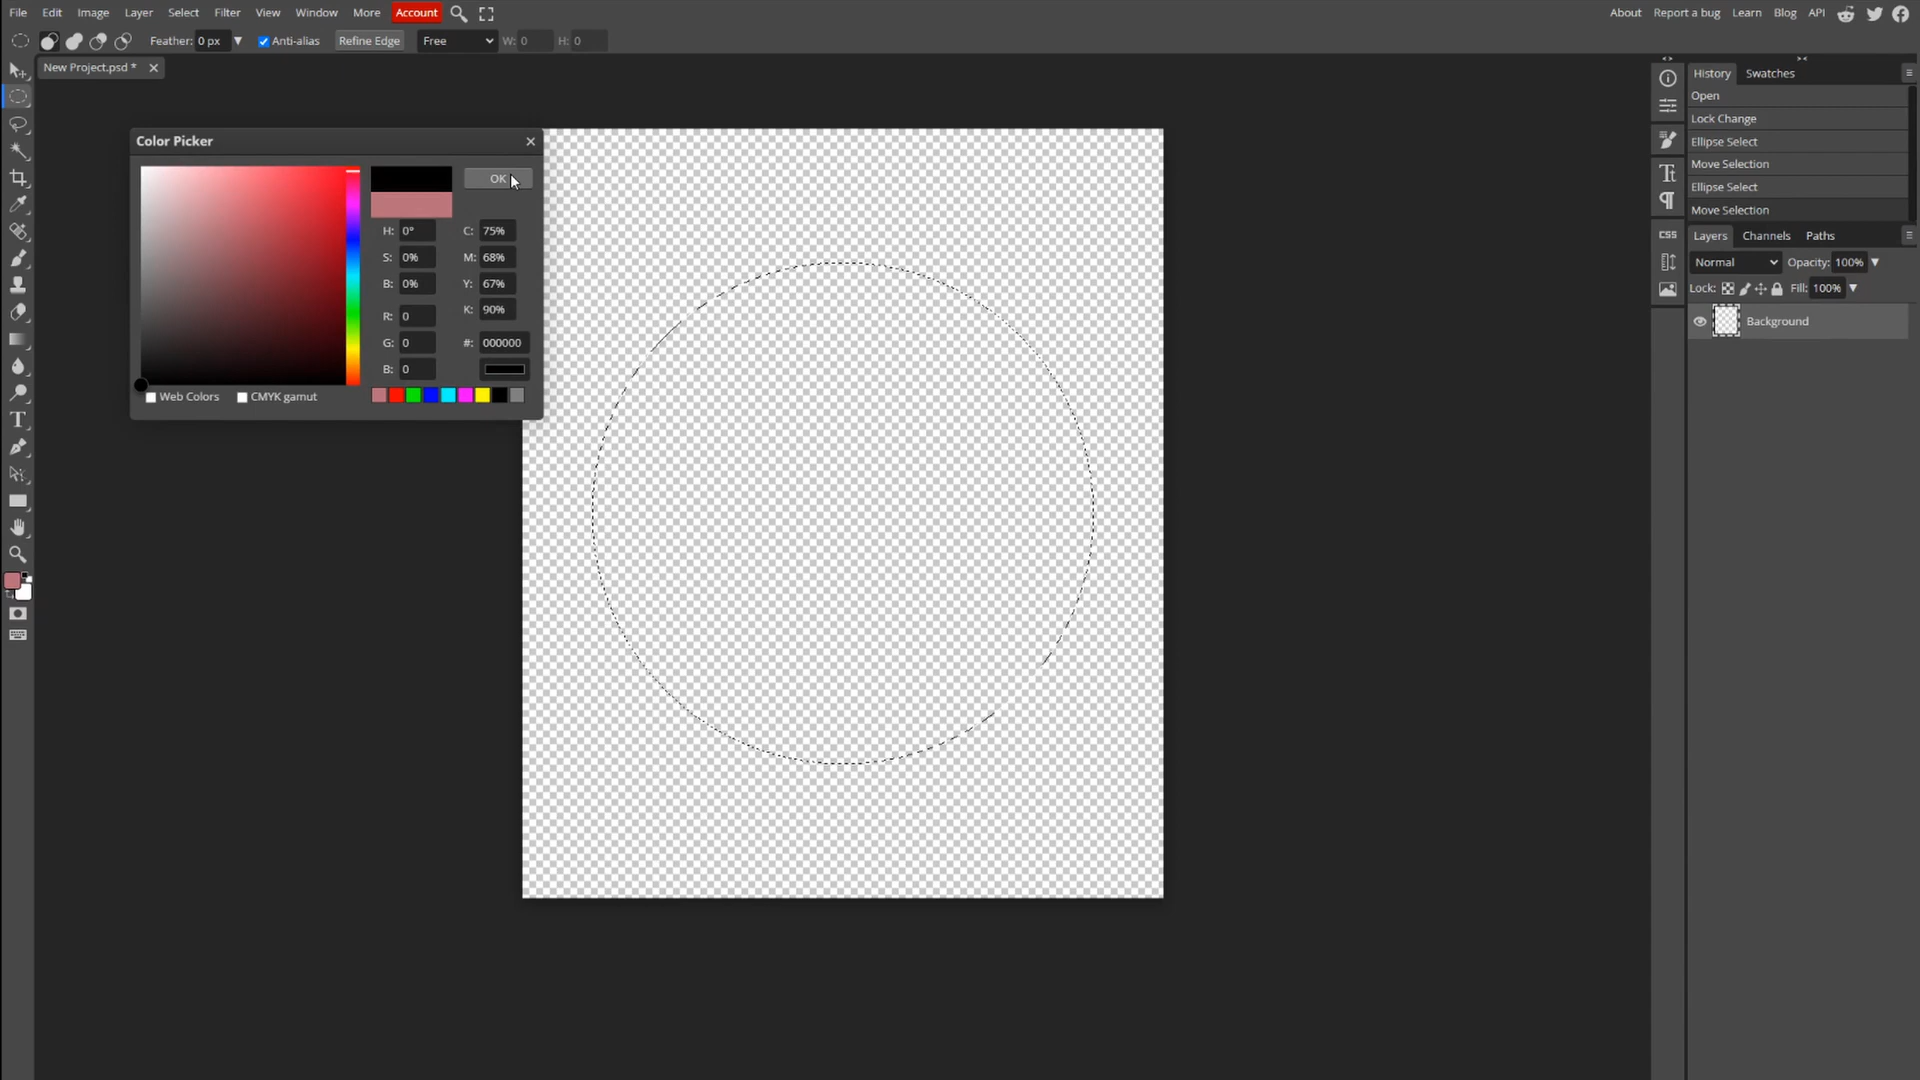 File Edit Image Layer Select Filter View Window More Account
About Report a bug Learn Blog API
Feather: 0 px Anti-alias Refine Edge Free W: 0 H: 0
New Project.psd *
History Swatches
Open
Lock Change
Ellipse Select
Move Selection
Ellipse Select
Move Selection
Color Picker
OK
H: 0° C: 75%
S: 0% M: 68%
B: 0% Y: 67%
K: 90%
R: 0
G: 0 #: 000000
B: 0
Web Colors CMYK gamut
CSS
Layers Channels Paths
Normal Opacity: 100%
Lock: Fill: 100%
Background